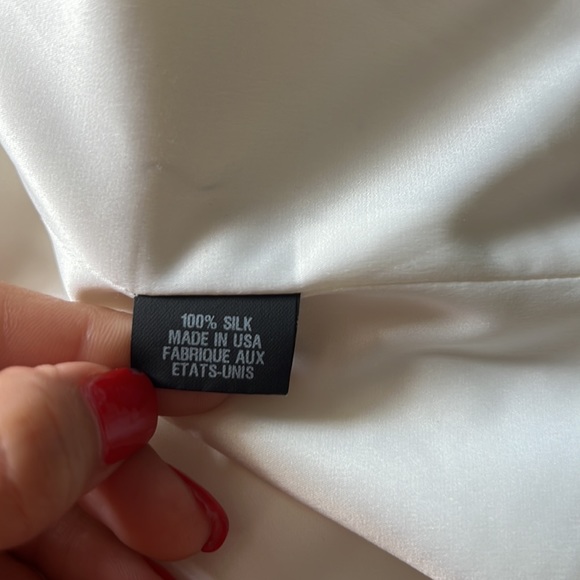 100% SILK
MADE IN USA
FABRIQUE AUX
ETATS-UNIS